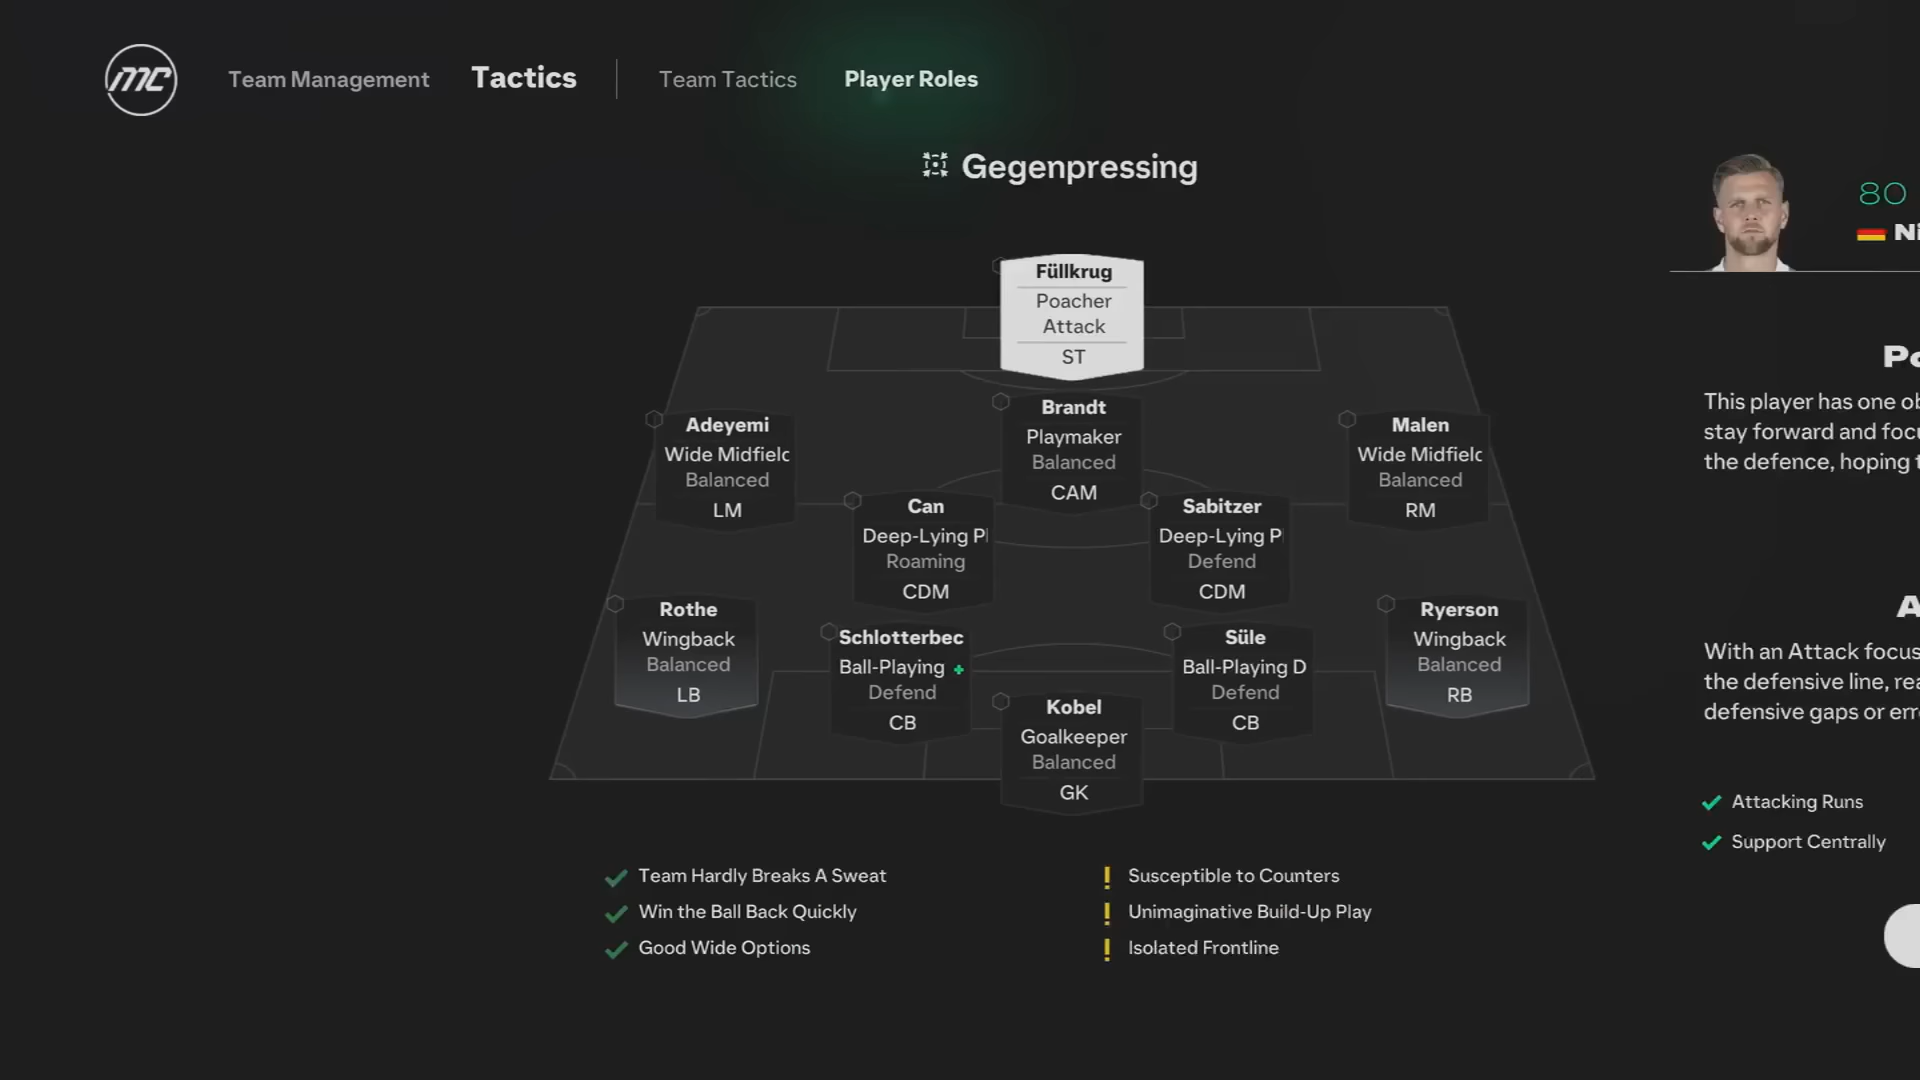 MC
Team Management
Tactics
Team Tactics
Player Roles
Gegenpressing
80
Ni
Füllkrug
Poacher
Attack
ST
Adeyemi
Wide Midfielc
Balanced
LM
Brandt
Playmaker
Balanced
CAM
Malen
Wide Midfielc
Balanced
RM
Can
Deep-Lying Pl
Roaming
CDM
Sabitzer
Deep-Lying P
Defend
CDM
Rothe
Wingback
Balanced
LB
Schlotterbec
Ball-Playing
Defend
CB
Süle
Ball-Playing D
Defend
CB
Ryerson
Wingback
Balanced
RB
Kobel
Goalkeeper
Balanced
GK
Team Hardly Breaks A Sweat
Win the Ball Back Quickly
Good Wide Options
Susceptible to Counters
Unimaginative Build-Up Play
Isolated Frontline
Po
This player has one ob
stay forward and focu
the defence, hoping t
A
With an Attack focus
the defensive line, rea
defensive gaps or erro
Attacking Runs
Support Centrally